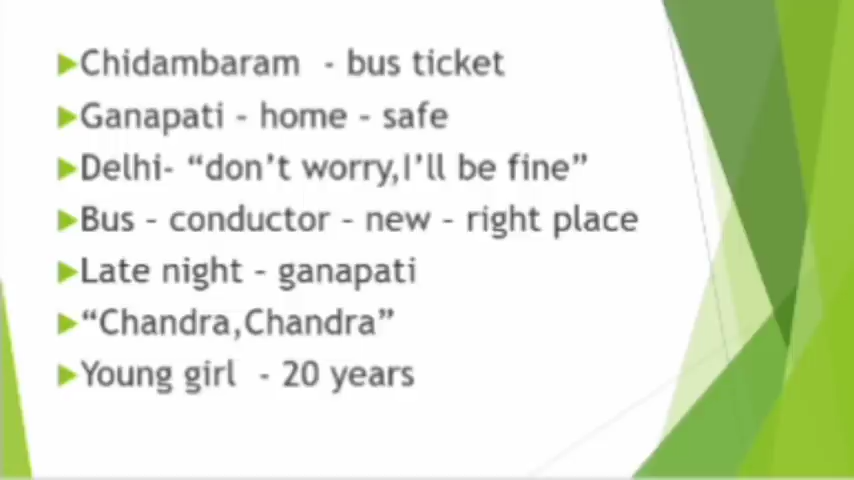 Chidambaram - bus ticket
Ganapati - home - safe
Delhi- “don’t worry,I’ll be fine”
Bus - conductor - new - right place
Late night - ganapati
“Chandra,Chandra”
Young girl - 20 years